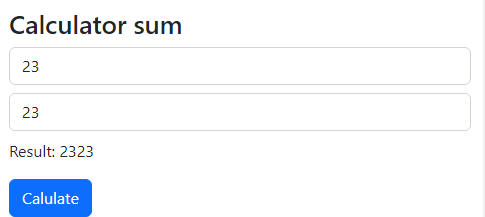 Calculator sum
23
23
Result: 2323
Calulate